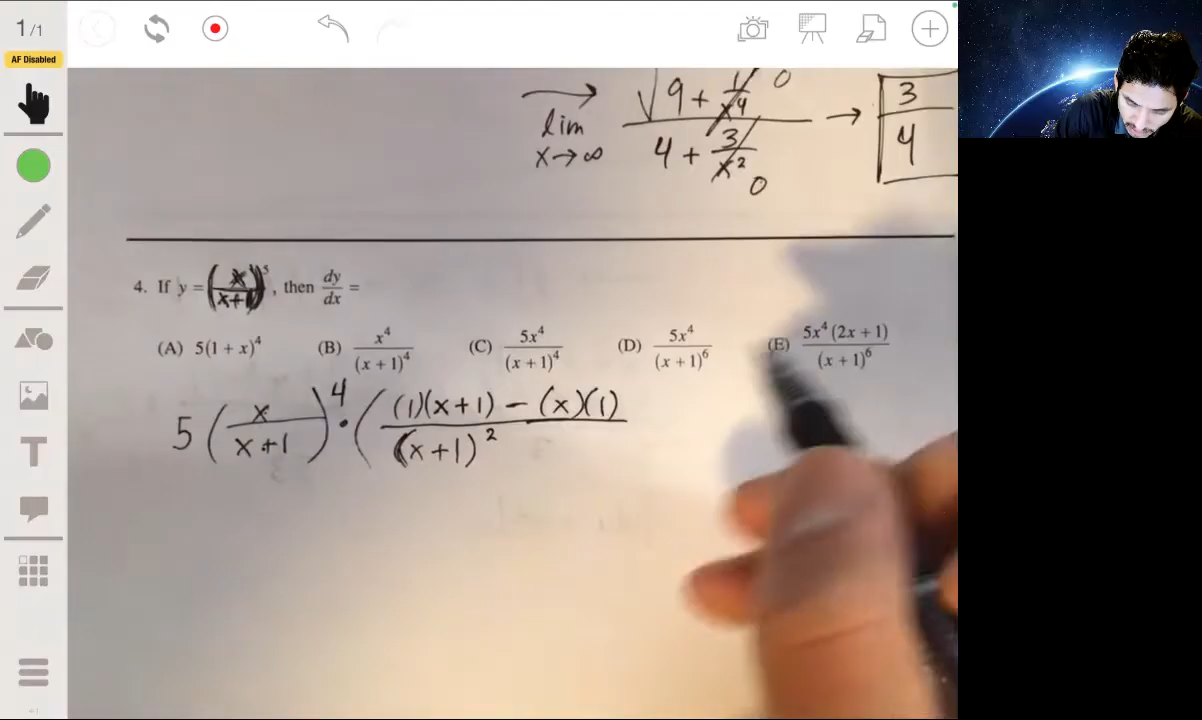 1/1
AF Disabled
√9 + 1/x⁴ 0
lim x→∞ 4 + 3/x² 0 → 3/4
4. If y = (x/x+1)⁵, then dy/dx =
(A) 5(1 + x)⁴ (B) x⁴/(x + 1)⁴ (C) 5x⁴/(x + 1)⁴ (D) 5x⁴/(x + 1)⁶ (E) 5x⁴(2x + 1)/(x + 1)⁶
5 (x/x+1)⁴ · ((1)(x+1) − (x)(1)/(x+1)²
T